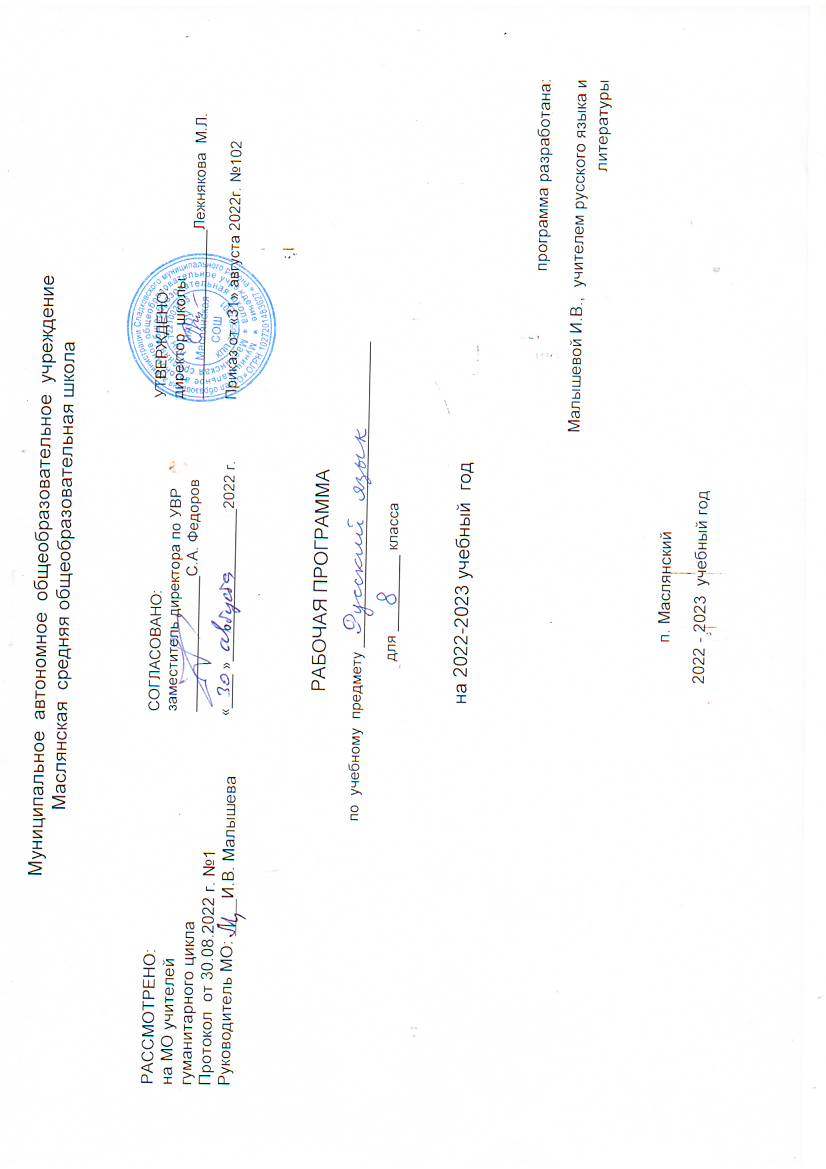 Муниципальное автономное общеобразовательное учреждение
Маслянская средняя общеобразовательная школа
РАССМОТРЕНО:
на МО учителей
гуманитарного цикла
Протокол от 30.08.2022 г. №1
Руководитель МО: И.В. Малышева
СОГЛАСОВАНО:
заместитель директора по УВР
С.А. Федоров
«30» августа 2022 г.
УТВЕРЖДЕНО
директор школы:
Лежнякова М.Л.
Приказ от «31» августа 2022г. №102
Маслянская
СОШ
РАБОЧАЯ ПРОГРАММА
по учебному предмету Русский язык
для 8 класса
на 2022-2023 учебный год
программа разработана:
Малышевой И.В., учителем русского языка и
литературы
п. Маслянский
2022 - 2023 учебный год